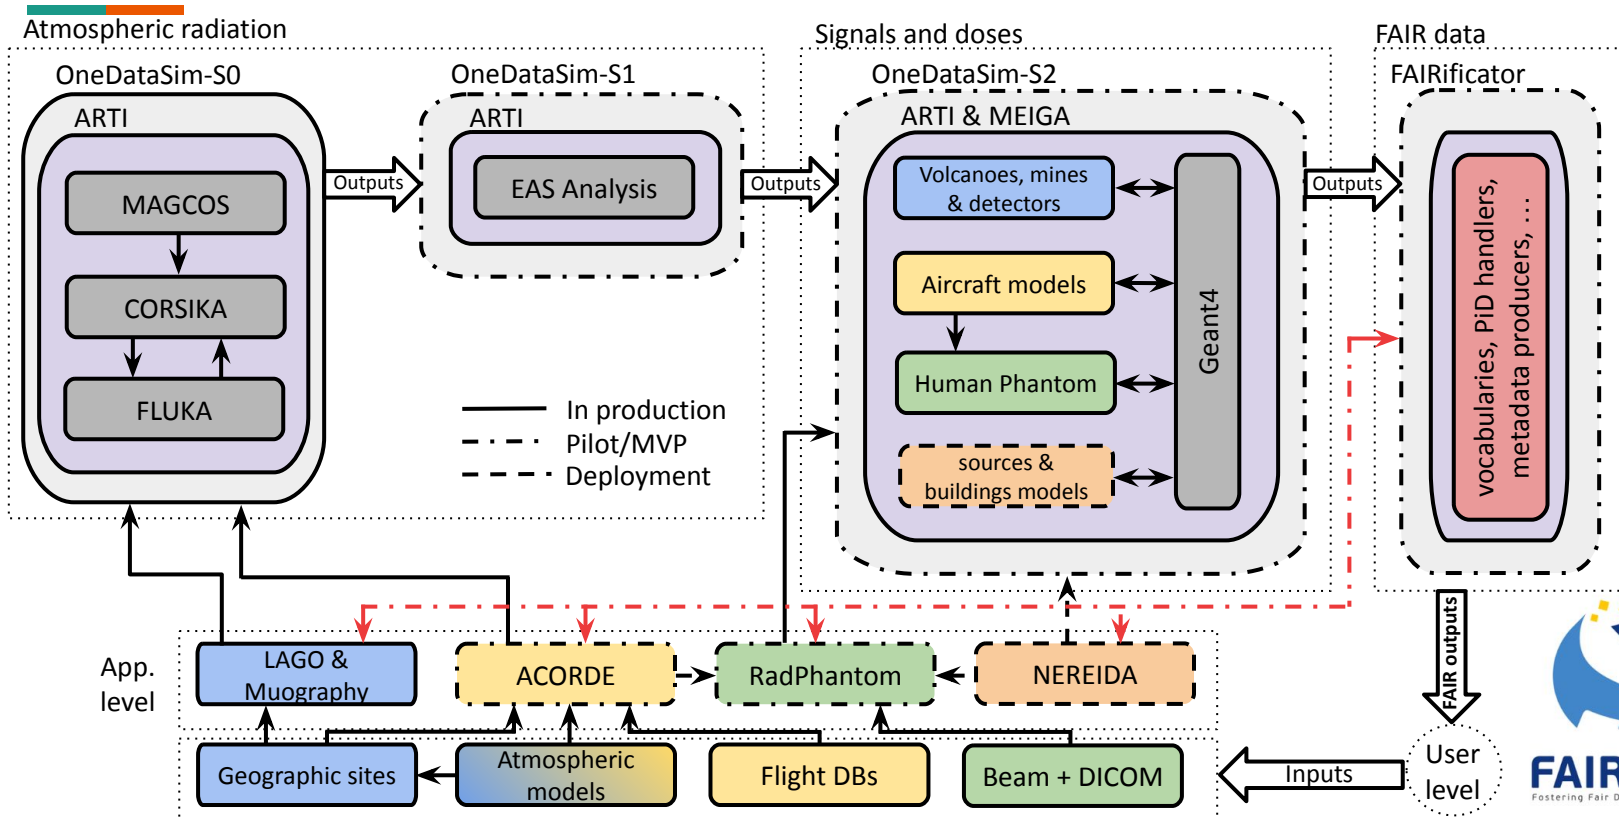 Atmospheric radiation
OneDataSim-S0
ARTI
MAGCOS
CORSIKA
FLUKA
Outputs
OneDataSim-S1
ARTI
EAS Analysis
Outputs
In production
Pilot/MVP
Deployment
Signals and doses
OneDataSim-S2
ARTI & MEIGA
Volcanoes, mines
& detectors
Aircraft models
Human Phantom
sources &
buildings models
Geant4
Outputs
FAIR data
FAIRificator
vocabularies, PiD handlers,
metadata producers, ...
App.
level
LAGO &
Muography
ACORDE
RadPhantom
NEREIDA
Geographic sites
Atmospheric
models
Flight DBs
Beam + DICOM
Inputs
FAIR outputs
User
level
FAIR
Fostering Fair D